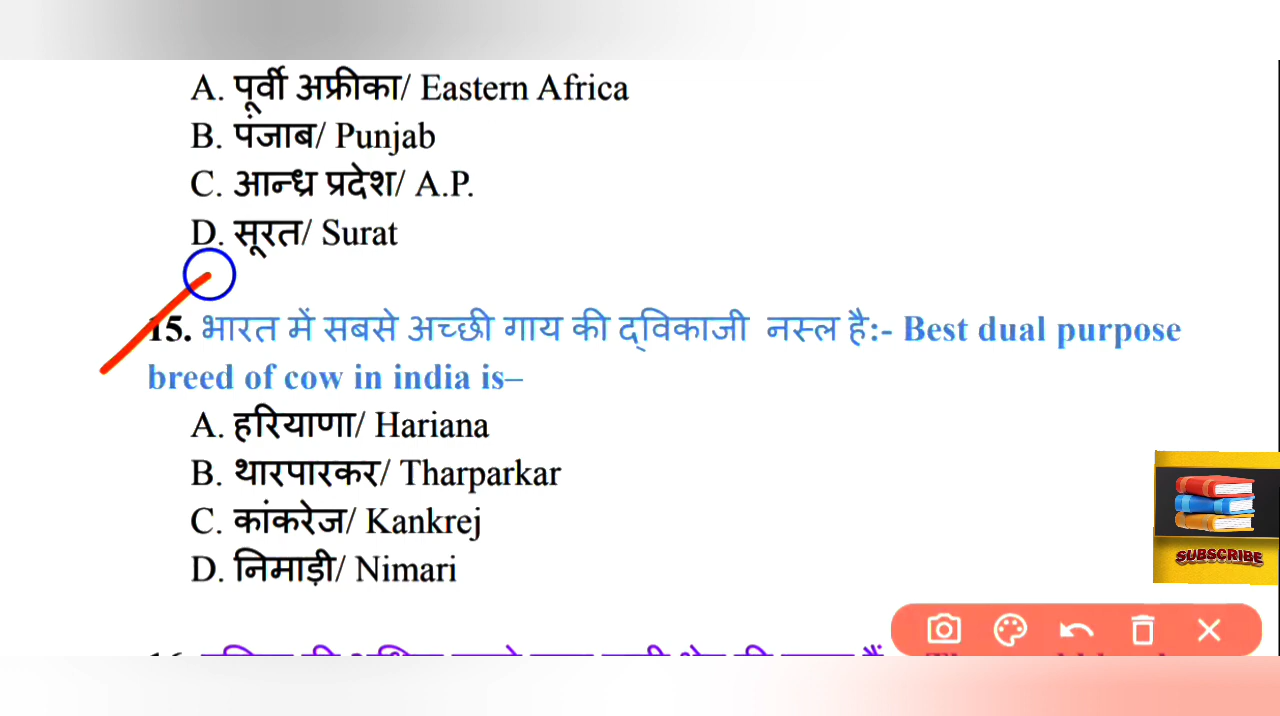 A. पूर्वी अफ्रीका/ Eastern Africa
B. पंजाब/ Punjab
C. आन्ध्र प्रदेश/ A.P.
D. सूरत/ Surat
15. भारत में सबसे अच्छी गाय की द्विकाजी नस्ल है:- Best dual purpose
breed of cow in india is–
A. हरियाणा/ Hariana
B. थारपारकर/ Tharparkar
C. कांकरेज/ Kankrej
D. निमाड़ी/ Nimari
SUBSCRIBE